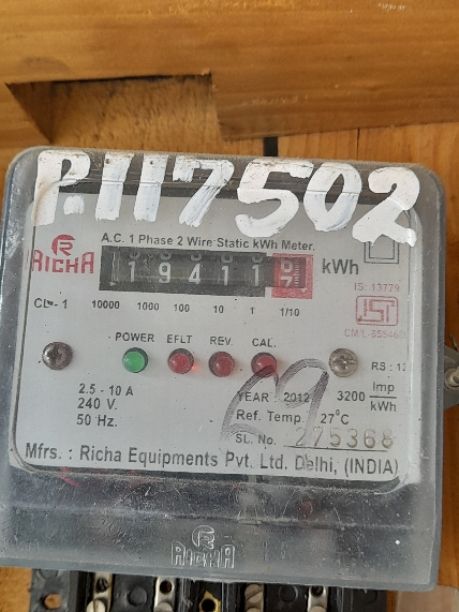 P.117502
A.C. 1 Phase 2 Wire Static kWh Meter.
RICHA
19411 kWh
IS: 13779
CL - 1 10000 1000 100 10 1 1/10
ISI
POWER EFLT REV. CAL.
2.5 - 10 A
240 V.
50 Hz.
YEAR : 2012
3200 Imp/kWh
Ref. Temp. 27°C
SL. No. 275368
Mfrs. : Richa Equipments Pvt. Ltd. Delhi, (INDIA)
RICHA